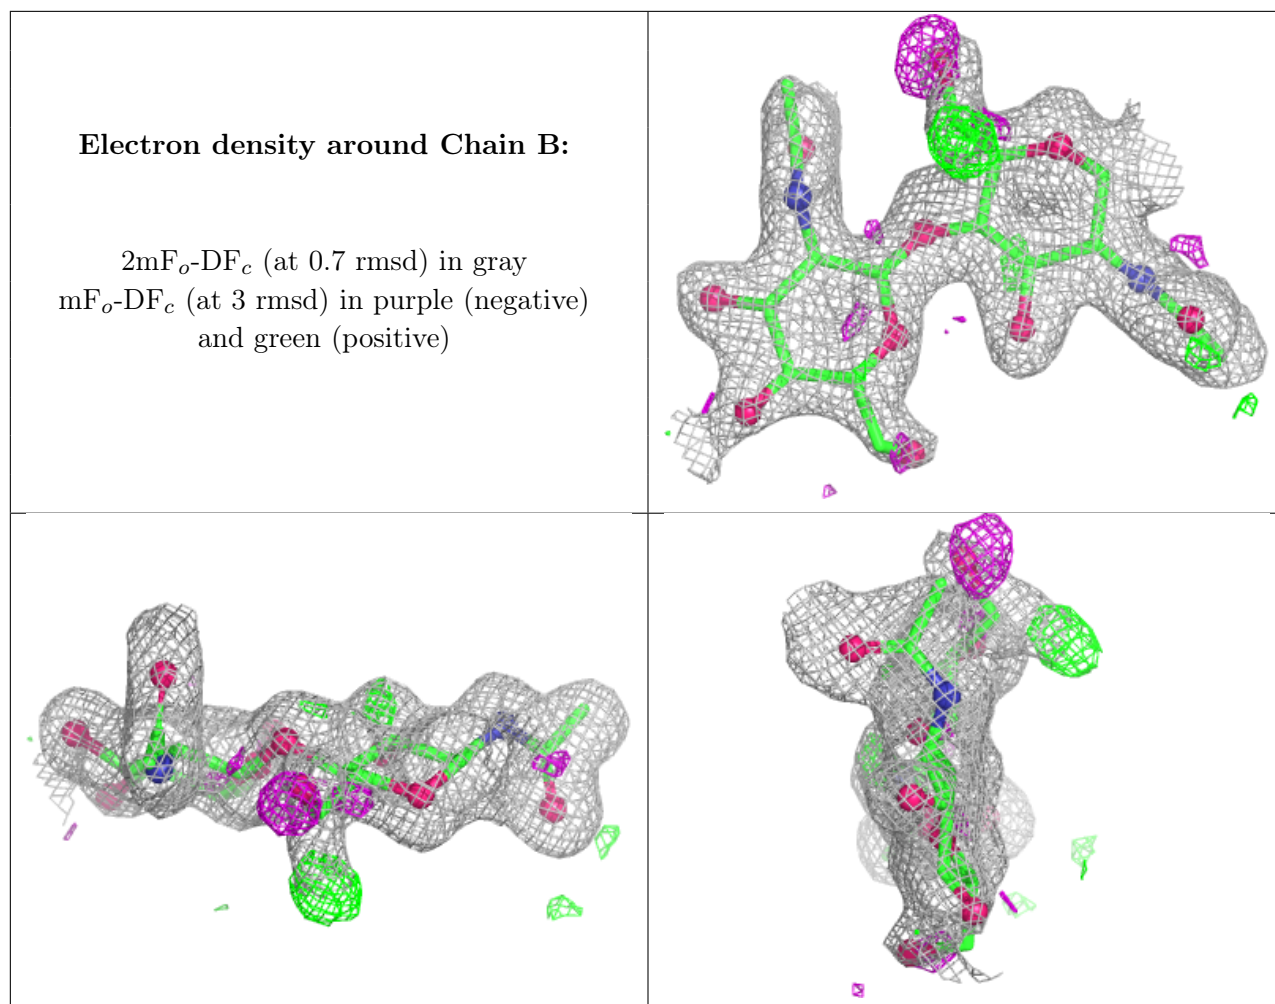 Electron density around Chain B:
2mFo-DFc (at 0.7 rmsd) in gray
mFo-DFc (at 3 rmsd) in purple (negative)
and green (positive)